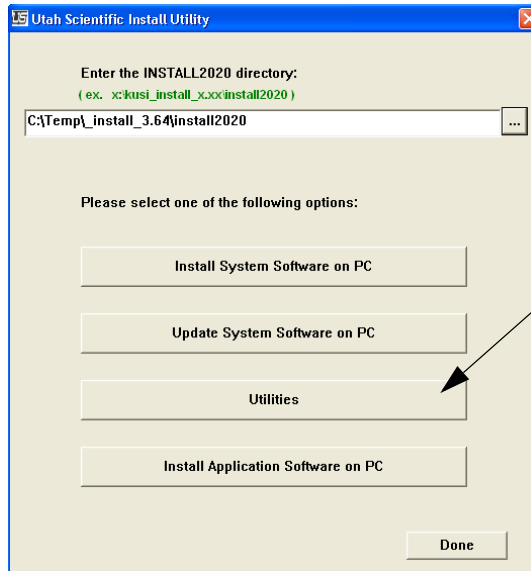 US Utah Scientific Install Utility
Enter the INSTALL2020 directory:
( ex. x:\kusi_install_x.xx\install2020 )
C:\Temp\_install_3.64\install2020
...
Please select one of the following options:
Install System Software on PC
Update System Software on PC
Utilities
Install Application Software on PC
Done